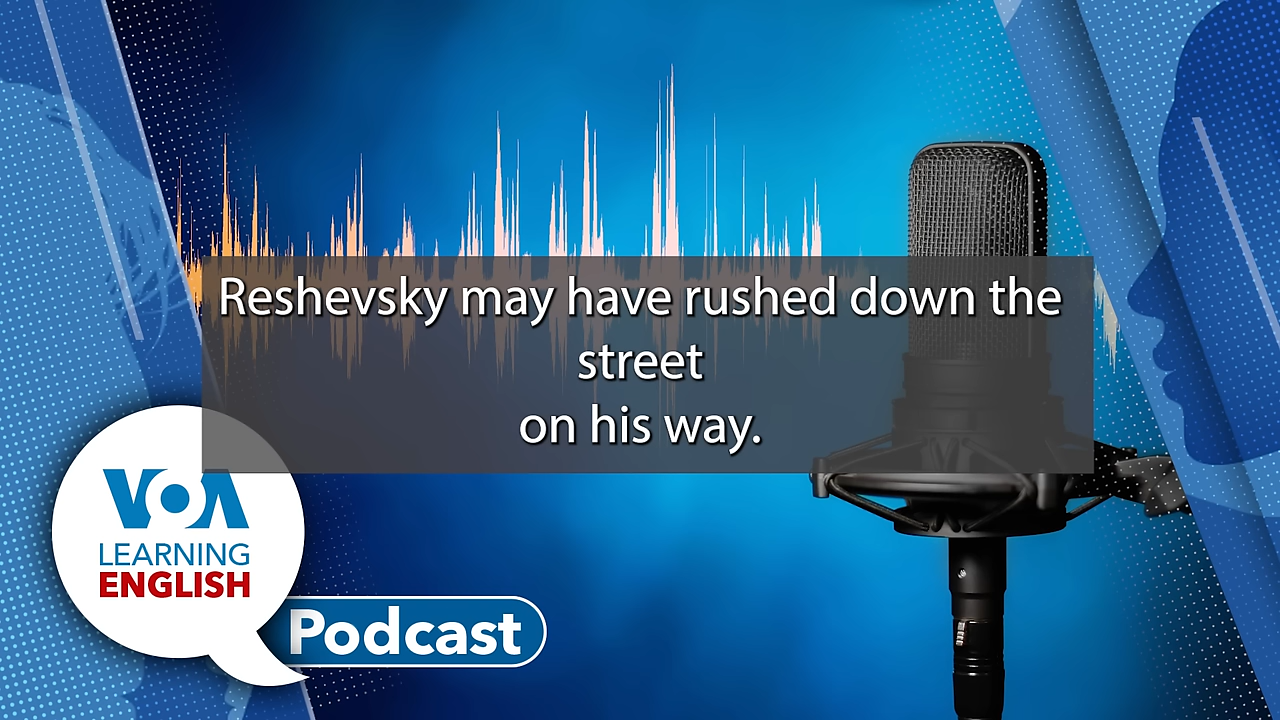 Reshevsky may have rushed down the
street
on his way.
VOA
LEARNING
ENGLISH
Podcast